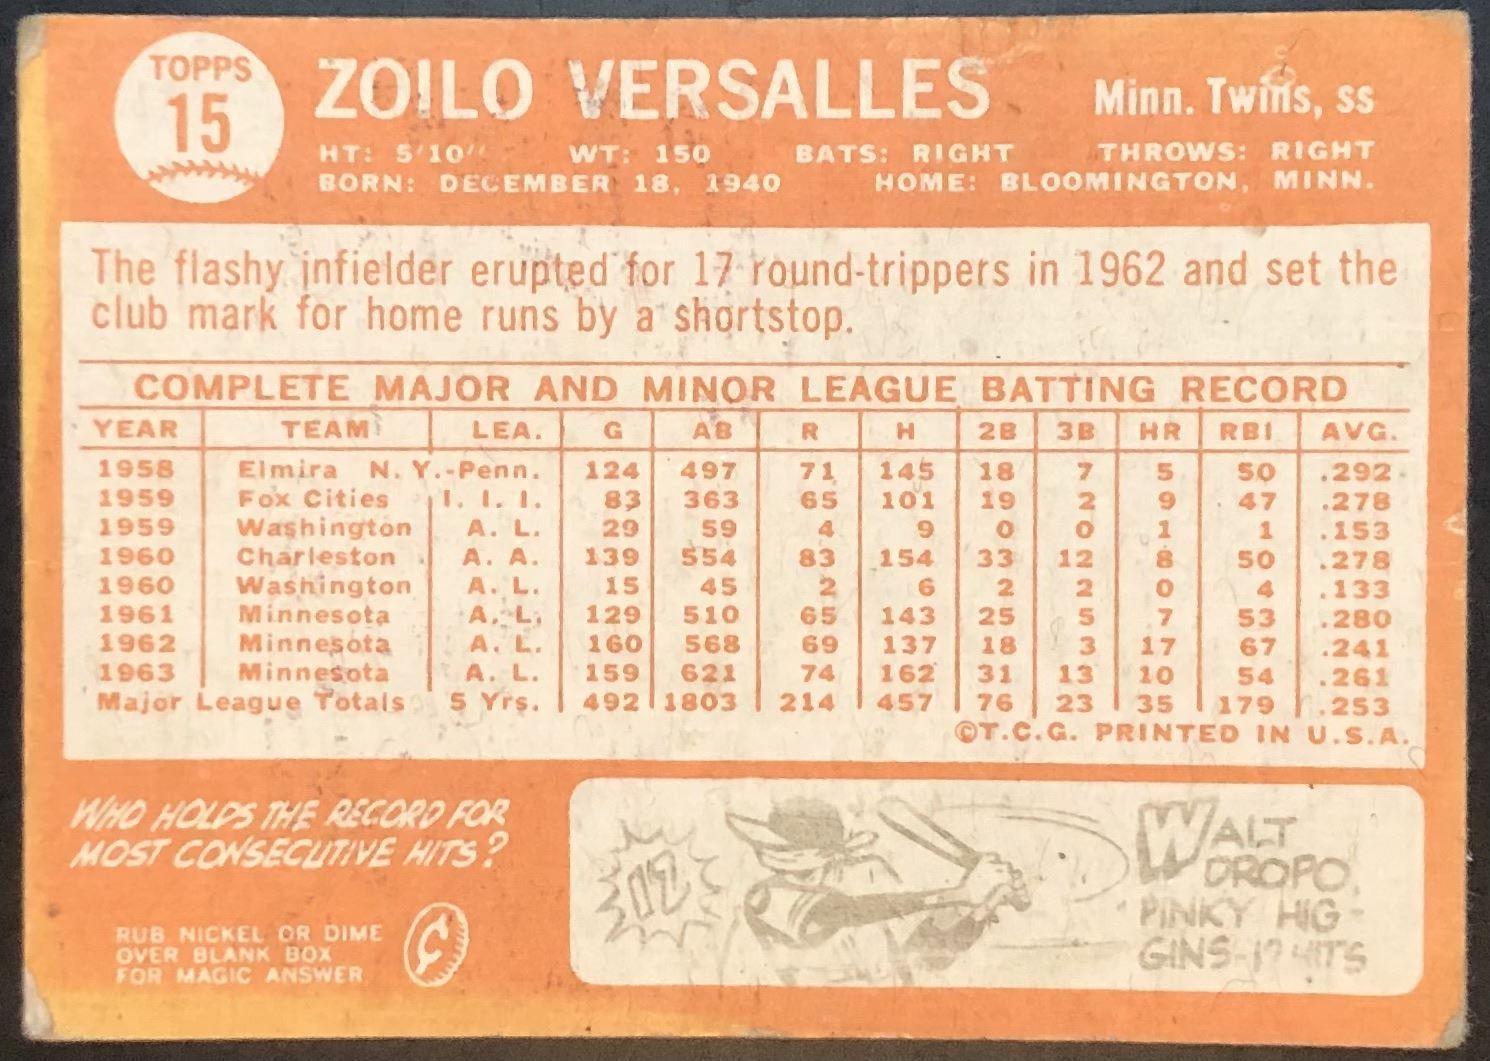 TOPPS
15
ZOILO VERSALLES
Minn. Twins, ss
HT: 5'10" WT: 150 BATS: RIGHT THROWS: RIGHT
BORN: DECEMBER 18, 1940 HOME: BLOOMINGTON, MINN.
The flashy infielder erupted for 17 round-trippers in 1962 and set the
club mark for home runs by a shortstop.
COMPLETE MAJOR AND MINOR LEAGUE BATTING RECORD
YEAR TEAM LEA. G AB R H 2B 3B HR RBI AVG.
1958 Elmira N. Y.-Penn. 124 497 71 145 18 7 5 50 .292
1959 Fox Cities I. I. I. 83 363 65 101 19 2 9 47 .278
1959 Washington A. L. 29 59 4 9 0 0 1 1 .153
1960 Charleston A. A. 139 554 83 154 33 12 8 50 .278
1960 Washington A. L. 15 45 2 6 2 2 0 4 .133
1961 Minnesota A. L. 129 510 65 143 25 5 7 53 .280
1962 Minnesota A. L. 160 568 69 137 18 3 17 67 .241
1963 Minnesota A. L. 159 621 74 162 31 13 10 54 .261
Major League Totals 5 Yrs. 492 1803 214 457 76 23 35 179 .253
©T.C.G. PRINTED IN U.S.A.
WHO HOLDS THE RECORD FOR
MOST CONSECUTIVE HITS?
RUB NICKEL OR DIME
OVER BLANK BOX
FOR MAGIC ANSWER
¢
12
WALT
DROPO,
PINKY HIG-
GINS-12 HITS